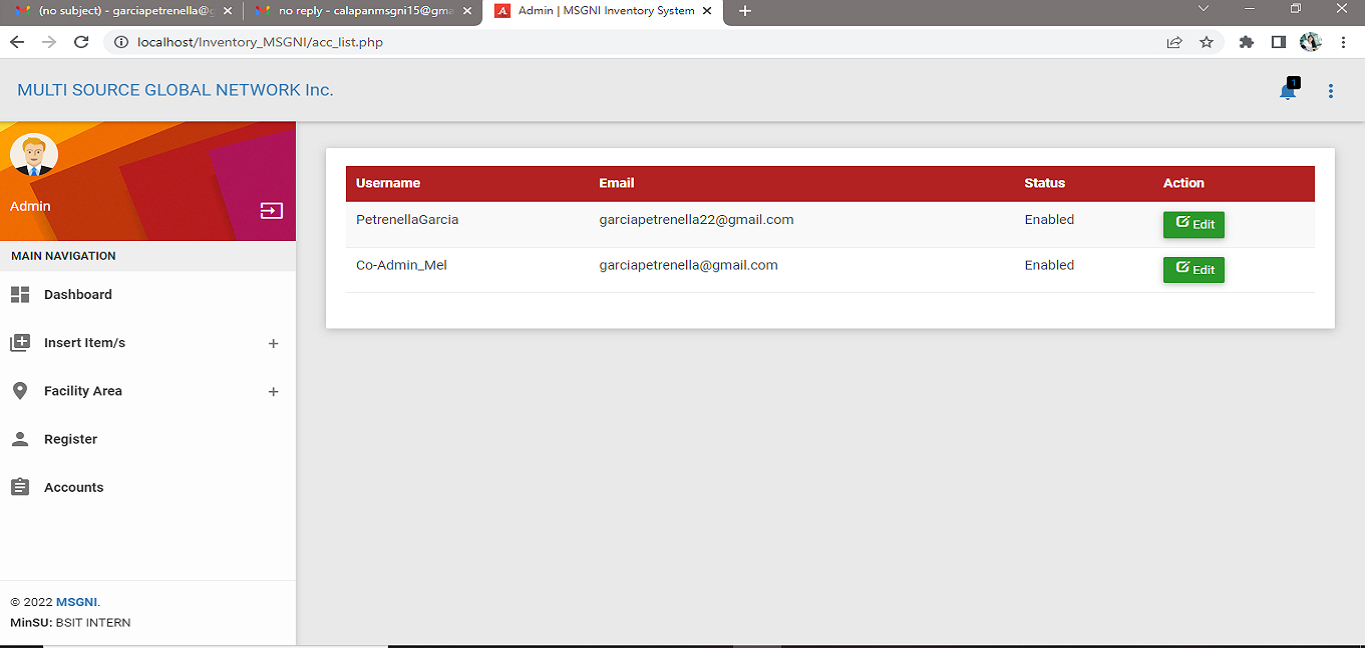 (no subject) - garciapetrenella@g
no reply - calapanmsgni15@gma
Admin | MSGNI Inventory System
localhost/Inventory_MSGNI/acc_list.php
MULTI SOURCE GLOBAL NETWORK Inc.
1
Admin
MAIN NAVIGATION
Dashboard
Insert Item/s +
Facility Area +
Register
Accounts
© 2022 MSGNI.
MinSU: BSIT INTERN
Username Email Status Action
PetrenellaGarcia garciapetrenella22@gmail.com Enabled Edit
Co-Admin_Mel garciapetrenella@gmail.com Enabled Edit